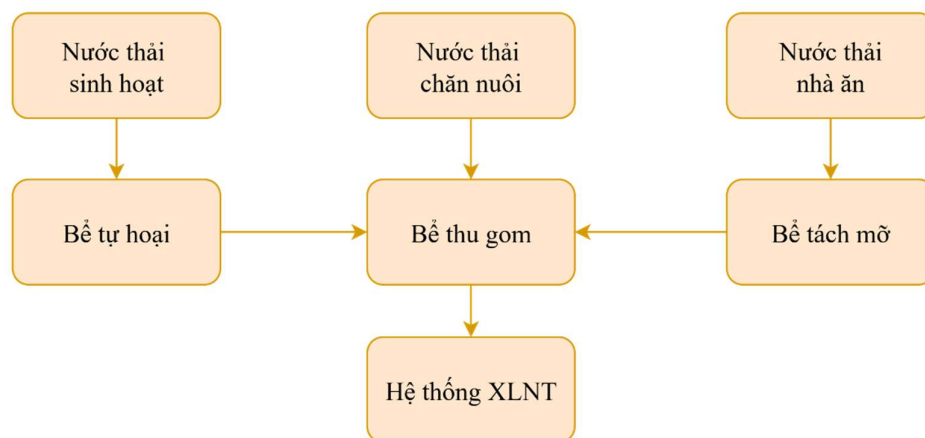 Nước thải
sinh hoạt
Nước thải
chăn nuôi
Nước thải
nhà ăn
Bể tự hoại
Bể thu gom
Bể tách mỡ
Hệ thống XLNT